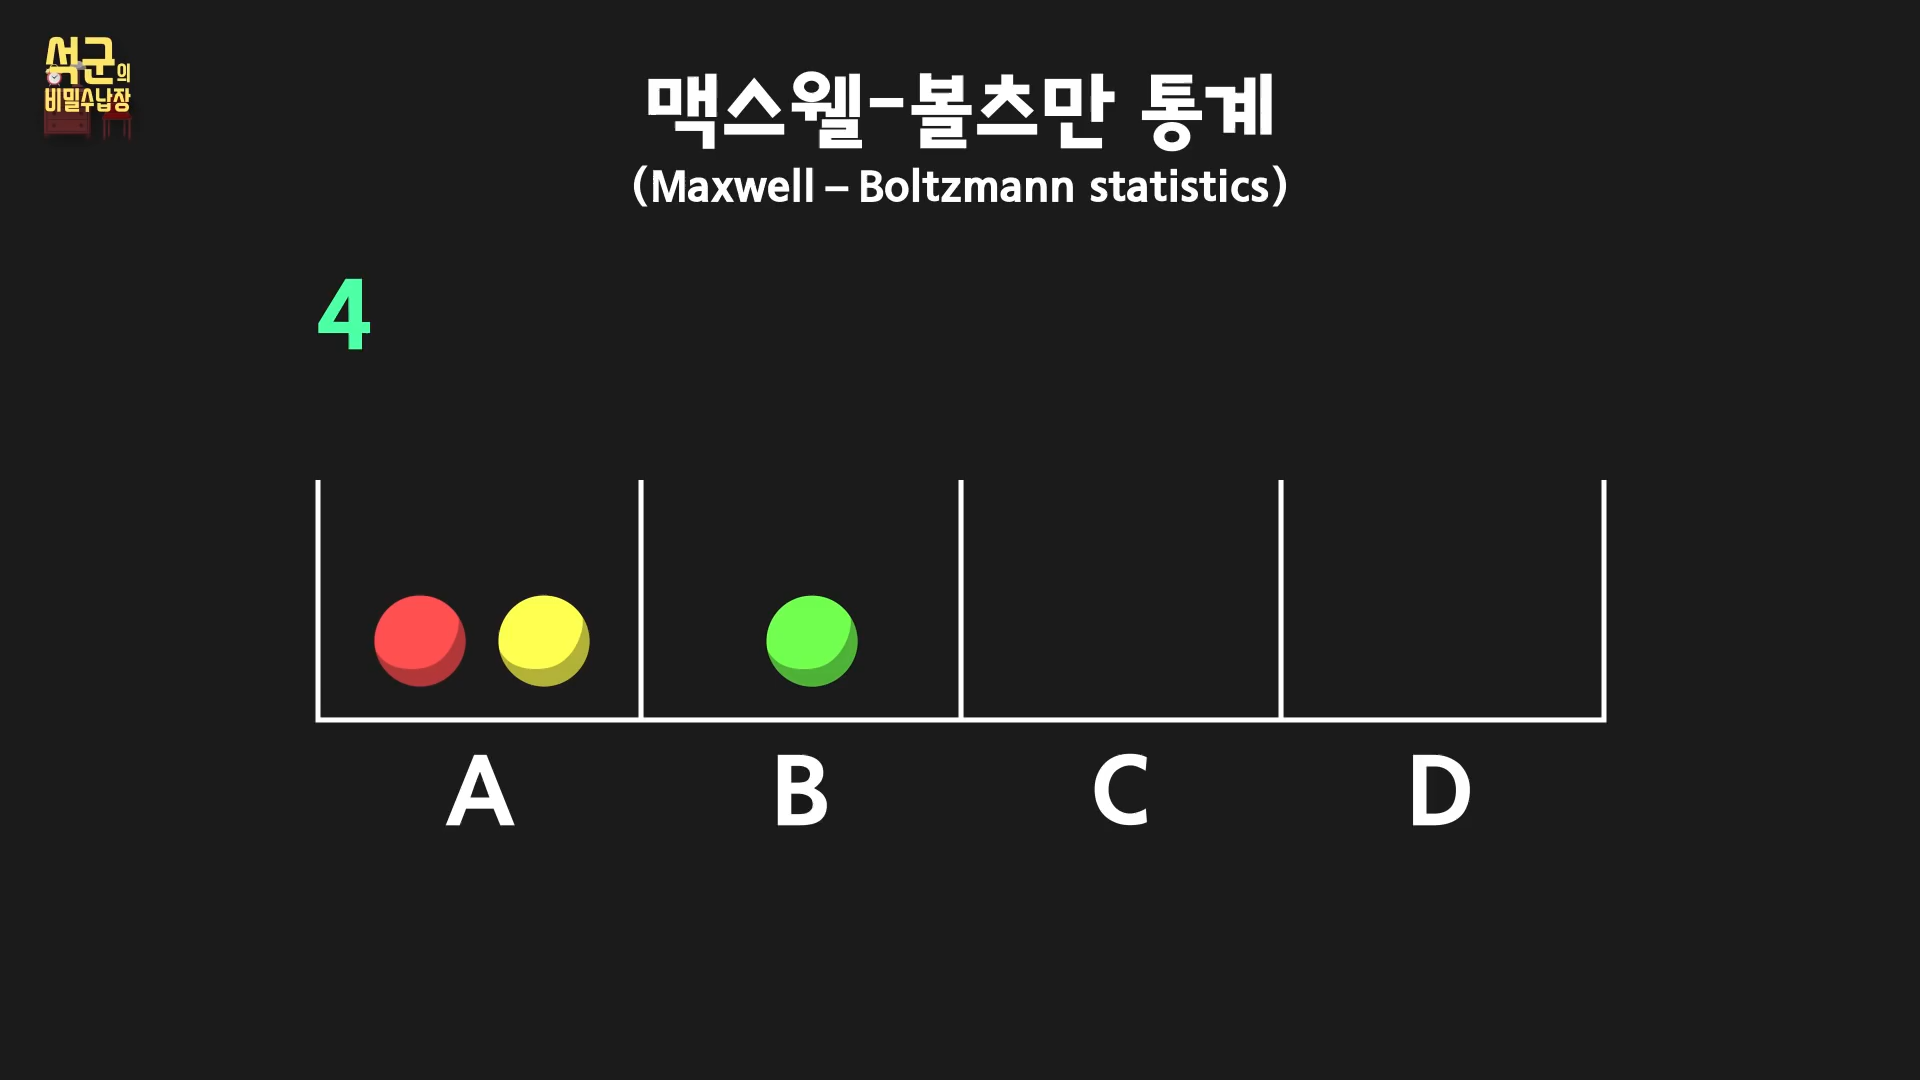 석군의
비밀수납장
맥스웰-볼츠만 통계
(Maxwell – Boltzmann statistics)
4
A B C D